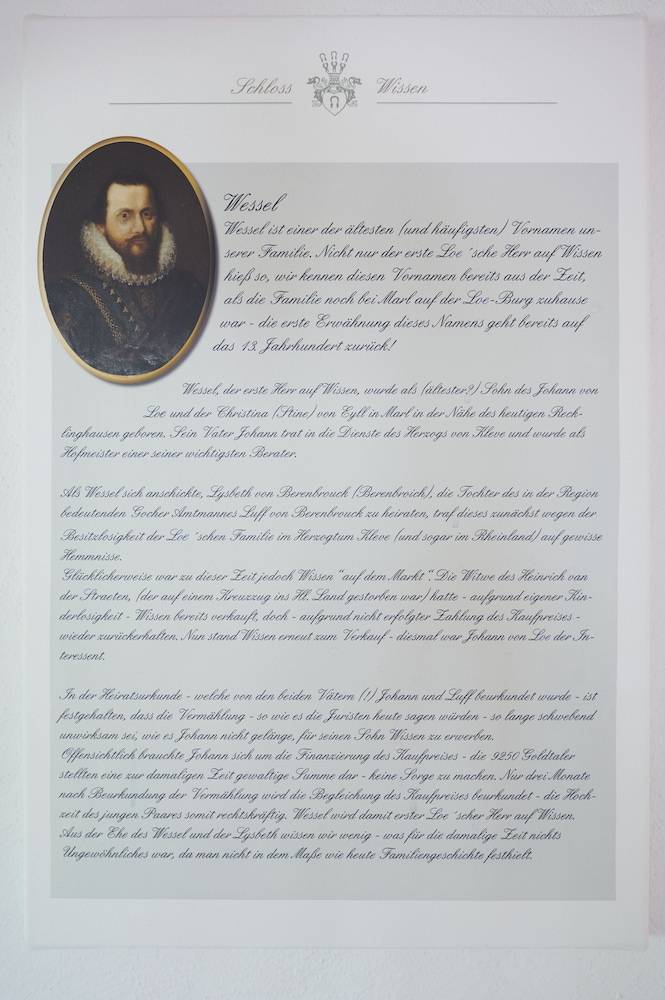 Schloss Wissen
Wessel
Wessel ist einer der ältesten (und häufigsten) Vornamen un-
serer Familie. Nicht nur der erste Loe ´sche Herr auf Wissen
hieß so, wir kennen diesen Vornamen bereits aus der Zeit,
als die Familie noch bei Marl auf der Loe-Burg zuhause
war - die erste Erwähnung dieses Namens geht bereits auf
das 13. Jahrhundert zurück!
Wessel, der erste Herr auf Wissen, wurde als (ältester?) Sohn des Johann von
Loe und der Christina (Stine) von Eyll in Marl in der Nähe des heutigen Reck-
linghausen geboren. Sein Vater Johann trat in die Dienste des Herzogs von Kleve und wurde als
Hofmeister einer seiner wichtigsten Berater.
Als Wessel sich anschickte, Lysbeth von Berenbrouck (Berenbroich), die Tochter des in der Region
bedeutenden Gocher Amtmannes Luff von Berenbrouck zu heiraten, traf dieses zunächst wegen der
Besitzlosigkeit der Loe ´schen Familie im Herzogtum Kleve (und sogar im Rheinland) auf gewisse
Hemmnisse.
Glücklicherweise war zu dieser Zeit jedoch Wissen "auf dem Markt". Die Witwe des Heinrich van
der Straeten, (der auf einem Kreuzzug ins Hl. Land gestorben war) hatte - aufgrund eigener Kin-
derlosigkeit - Wissen bereits verkauft, doch - aufgrund nicht erfolgter Zahlung des Kaufpreises -
wieder zurückerhalten. Nun stand Wissen erneut zum Verkauf - diesmal war Johann von Loe der In-
teressent.
In der Heiratsurkunde - welche von den beiden Vätern (!) Johann und Luff beurkundet wurde - ist
festgehalten, dass die Vermählung - so wie es die Juristen heute sagen würden - so lange schwebend
unwirksam sei, wie es Johann nicht gelänge, für seinen Sohn Wissen zu erwerben.
Offensichtlich brauchte Johann sich um die Finanzierung des Kaufpreises - die 9250 Goldtaler
stellten eine zur damaligen Zeit gewaltige Summe dar - keine Sorge zu machen. Nur drei Monate
nach Beurkundung der Vermählung wird die Begleichung des Kaufpreises beurkundet - die Hoch-
zeit des jungen Paares somit rechtskräftig. Wessel wird damit erster Loe ´scher Herr auf Wissen.
Aus der Ehe des Wessel und der Lysbeth wissen wir wenig - was für die damalige Zeit nichts
Ungewöhnliches war, da man nicht in dem Maße wie heute Familiengeschichte festhielt.